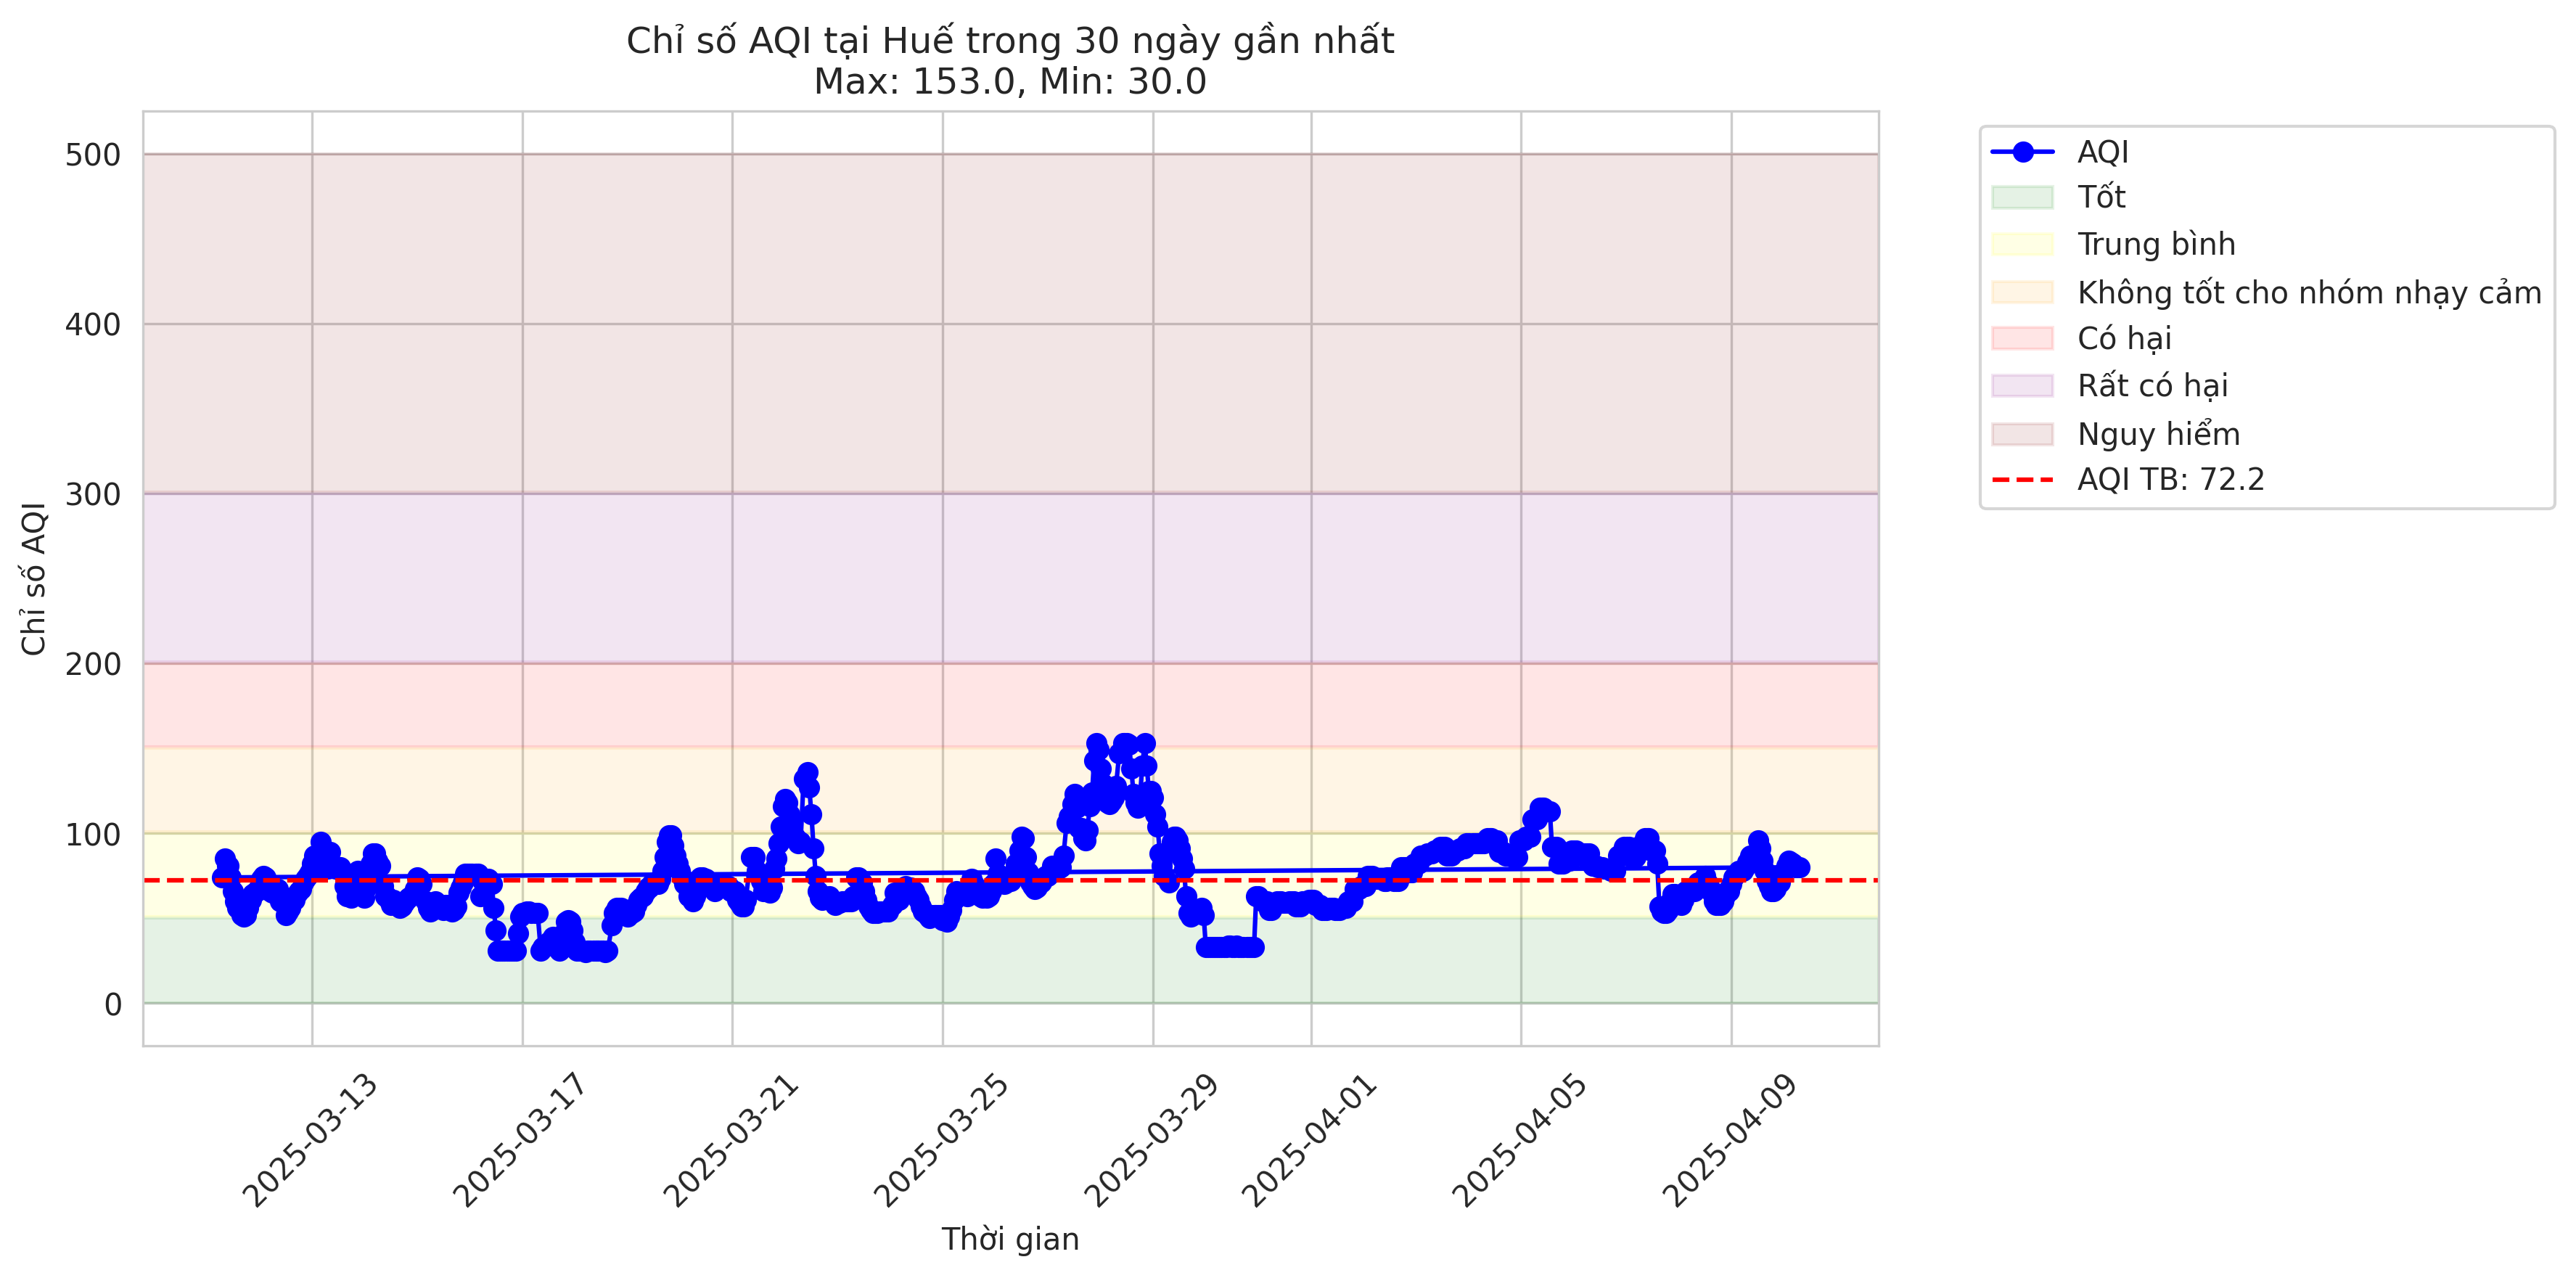 Chỉ số AQI tại Huế trong 30 ngày gần nhất
Max: 153.0, Min: 30.0
Chỉ số AQI
500
400
300
200
100
0
2025-03-13
2025-03-17
2025-03-21
2025-03-25
2025-03-29
2025-04-01
2025-04-05
2025-04-09
Thời gian
AQI
Tốt
Trung bình
Không tốt cho nhóm nhạy cảm
Có hại
Rất có hại
Nguy hiểm
AQI TB: 72.2